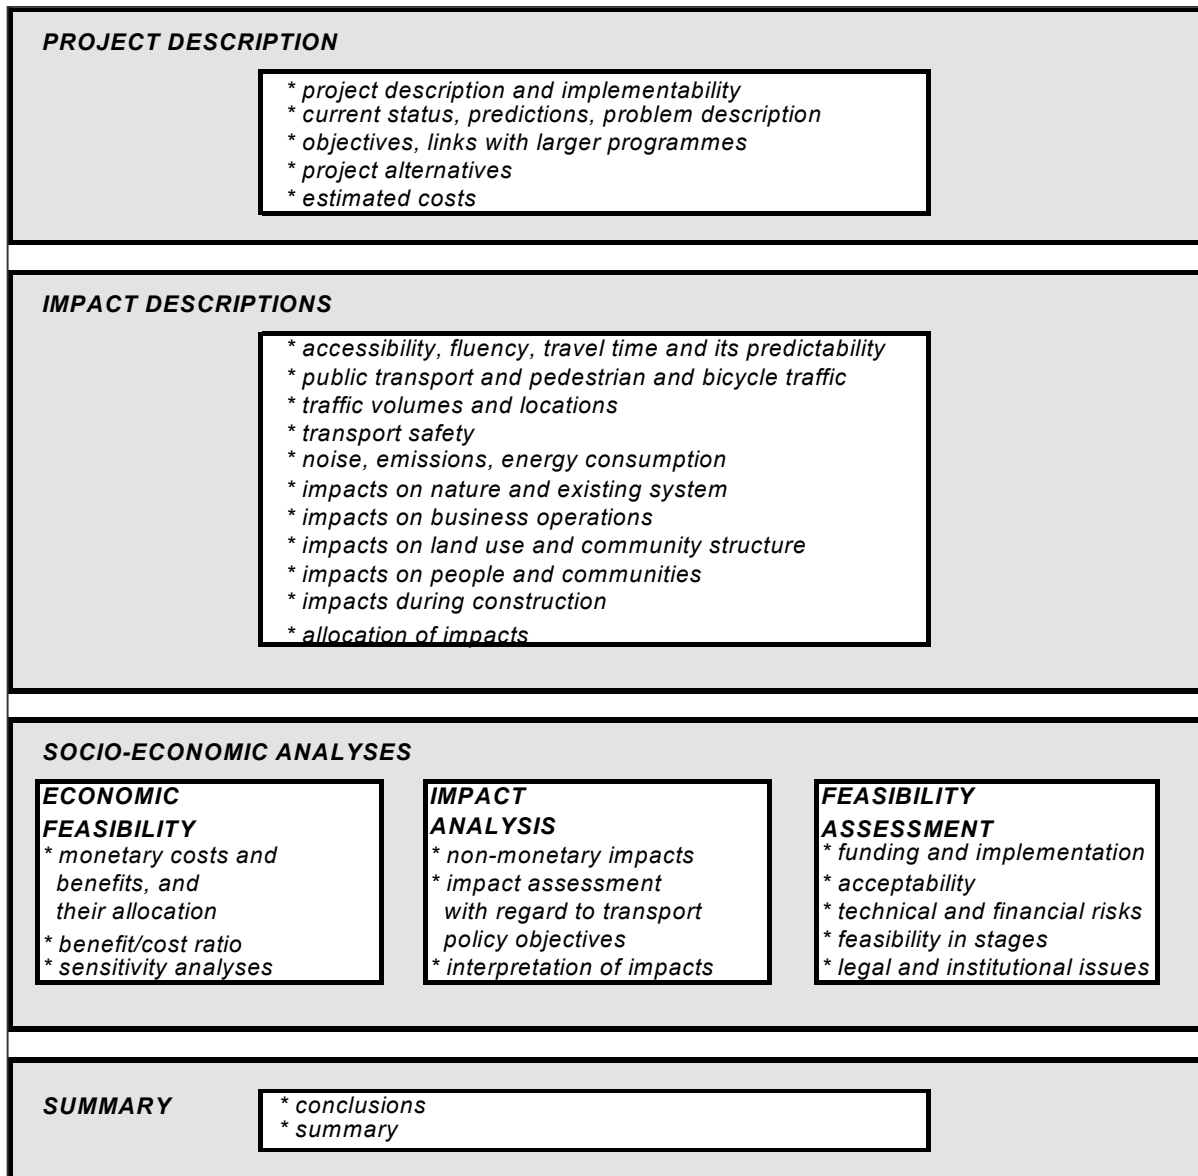 PROJECT DESCRIPTION
* project description and implementability
* current status, predictions, problem description
* objectives, links with larger programmes
* project alternatives
* estimated costs
IMPACT DESCRIPTIONS
* accessibility, fluency, travel time and its predictability
* public transport and pedestrian and bicycle traffic
* traffic volumes and locations
* transport safety
* noise, emissions, energy consumption
* impacts on nature and existing system
* impacts on business operations
* impacts on land use and community structure
* impacts on people and communities
* impacts during construction
* allocation of impacts
SOCIO-ECONOMIC ANALYSES
ECONOMIC
FEASIBILITY
* monetary costs and
benefits, and
their allocation
* benefit/cost ratio
* sensitivity analyses
IMPACT
ANALYSIS
* non-monetary impacts
* impact assessment
with regard to transport
policy objectives
* interpretation of impacts
FEASIBILITY
ASSESSMENT
* funding and implementation
* acceptability
* technical and financial risks
* feasibility in stages
* legal and institutional issues
SUMMARY
* conclusions
* summary